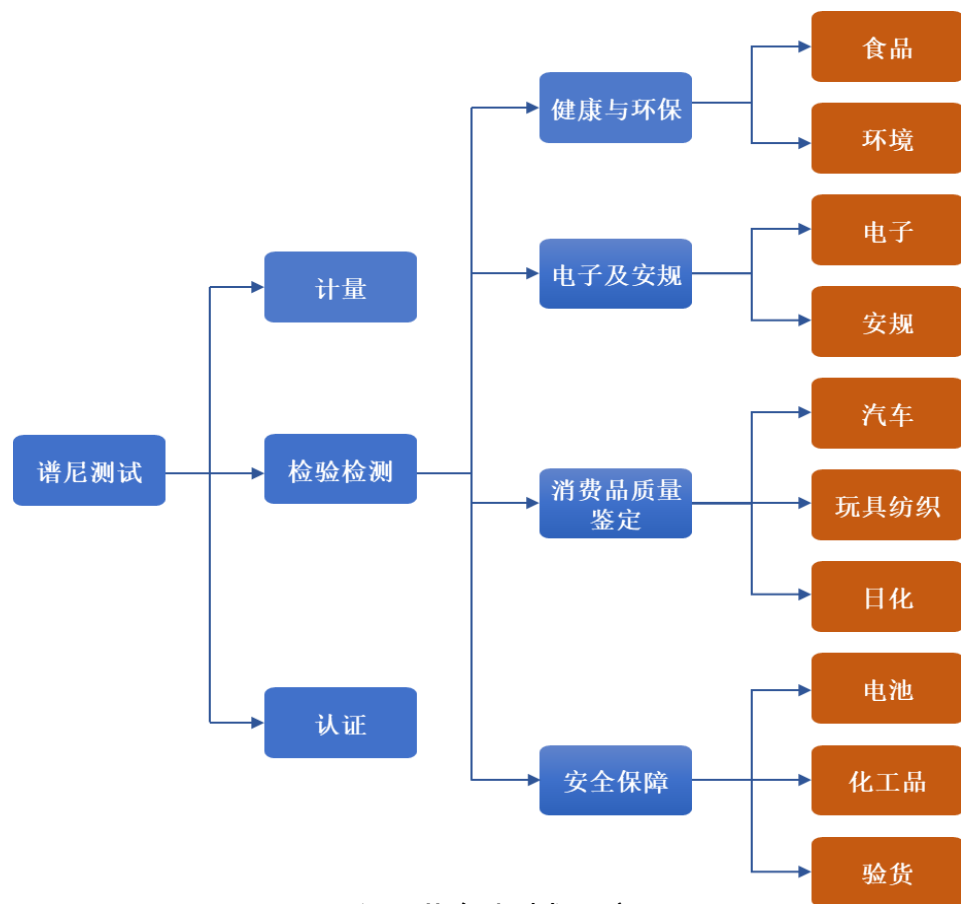 谱尼测试
计量
检验检测
认证
健康与环保
电子及安规
消费品质量
鉴定
安全保障
食品
环境
电子
安规
汽车
玩具纺织
日化
电池
化工品
验货